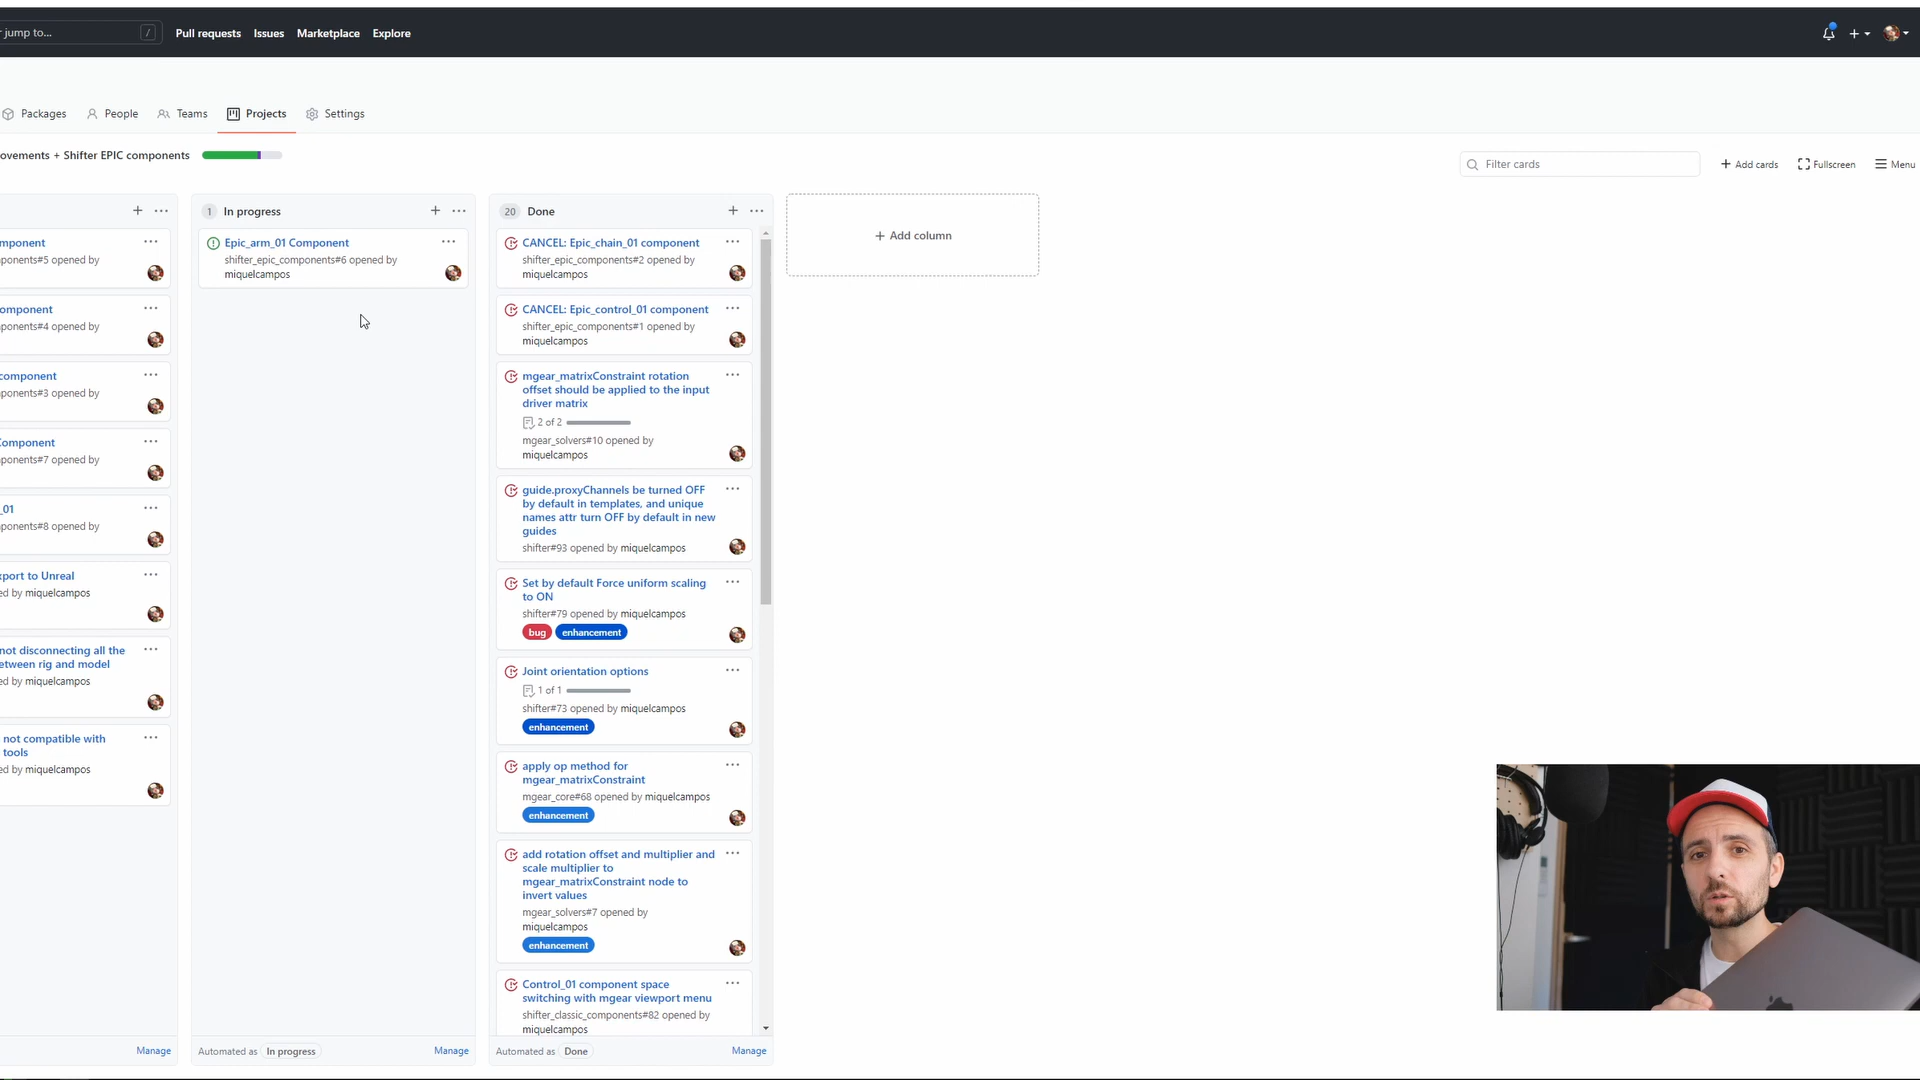 r jump to...
/
Pull requests
Issues
Marketplace
Explore
Packages
People
Teams
Projects
Settings
ovements + Shifter EPIC components
Filter cards
Add cards
Fullscreen
Menu
mponent
ponents#5 opened by
omponent
ponents#4 opened by
component
ponents#3 opened by
Component
ponents#7 opened by
_01
ponents#8 opened by
xport to Unreal
ed by miquelcampos
not disconnecting all the
etween rig and model
ed by miquelcampos
not compatible with
tools
ed by miquelcampos
Manage
1 In progress
Epic_arm_01 Component
shifter_epic_components#6 opened by
miquelcampos
Automated as In progress
Manage
20 Done
CANCEL: Epic_chain_01 component
shifter_epic_components#2 opened by
miquelcampos
CANCEL: Epic_control_01 component
shifter_epic_components#1 opened by
miquelcampos
mgear_matrixConstraint rotation
offset should be applied to the input
driver matrix
2 of 2
mgear_solvers#10 opened by
miquelcampos
guide.proxyChannels be turned OFF
by default in templates, and unique
names attr turn OFF by default in new
guides
shifter#93 opened by miquelcampos
Set by default Force uniform scaling
to ON
shifter#79 opened by miquelcampos
bug enhancement
Joint orientation options
1 of 1
shifter#73 opened by miquelcampos
enhancement
apply op method for
mgear_matrixConstraint
mgear_core#68 opened by miquelcampos
enhancement
add rotation offset and multiplier and
scale multiplier to
mgear_matrixConstraint node to
invert values
mgear_solvers#7 opened by
miquelcampos
enhancement
Control_01 component space
switching with mgear viewport menu
shifter_classic_components#82 opened by
miquelcampos
Automated as Done
Manage
Add column